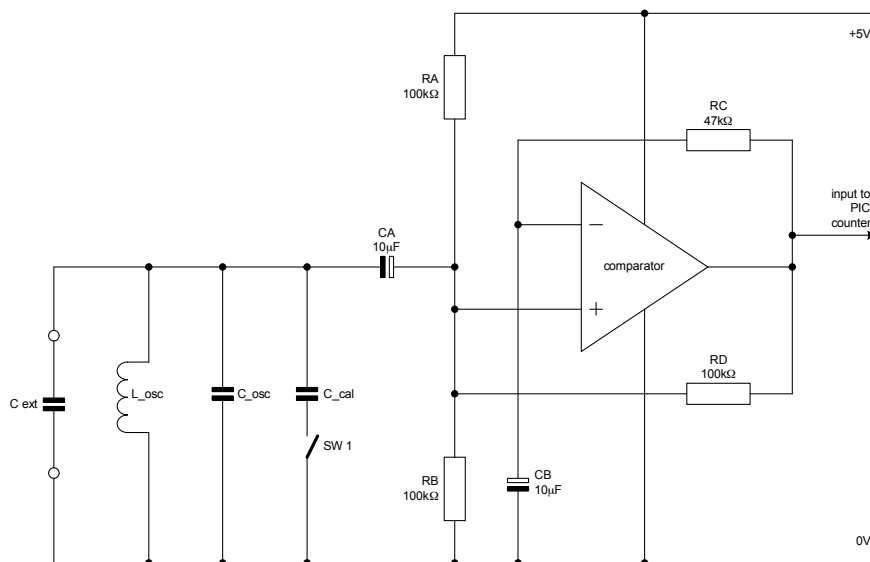 +5V
RA
100kΩ
RC
47kΩ
input to
PIC
counter
CA
10µF
−
comparator
+
C ext
L_osc
C_osc
C_cal
RD
100kΩ
SW 1
RB
100kΩ
CB
10µF
0V